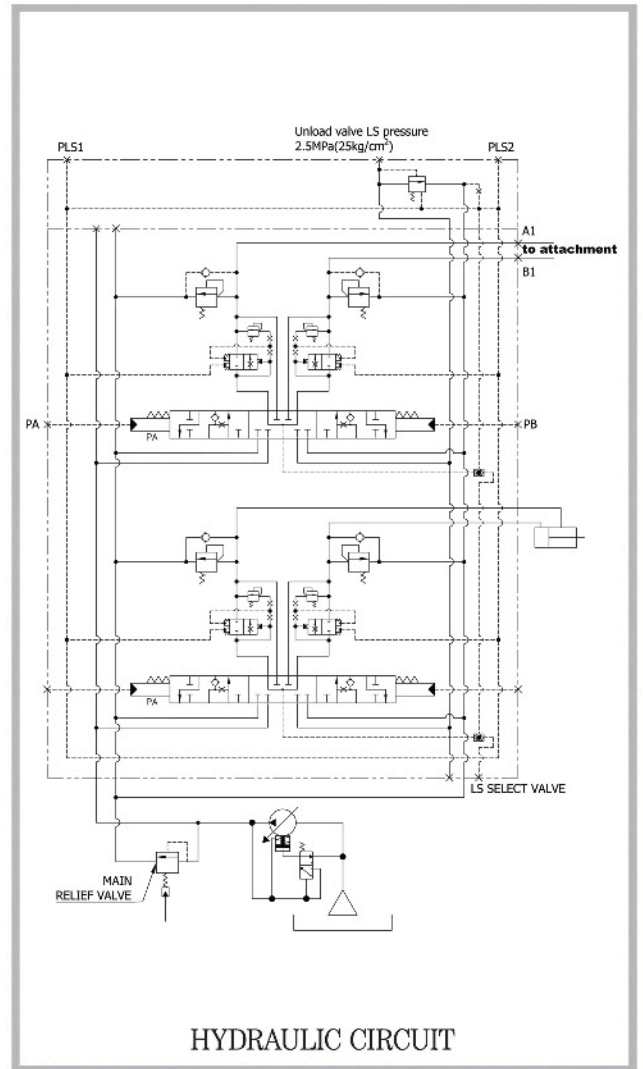 Unload valve LS pressure
PLS1
2.5MPa(25kg/cm²)
PLS2
A1
to attachment
B1
PA
PB
PA
PA
LS SELECT VALVE
MAIN
RELIEF VALVE
HYDRAULIC CIRCUIT